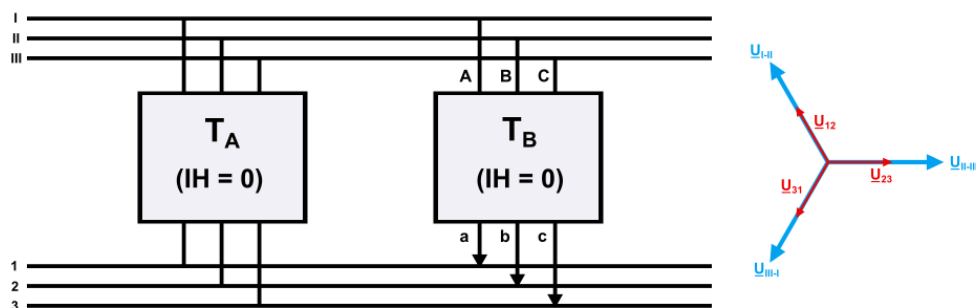 I
II
III
A B C
T_A
(IH = 0)
T_B
(IH = 0)
a b c
1
2
3
U_I-II
U_12
U_II-III
U_23
U_31
U_III-I